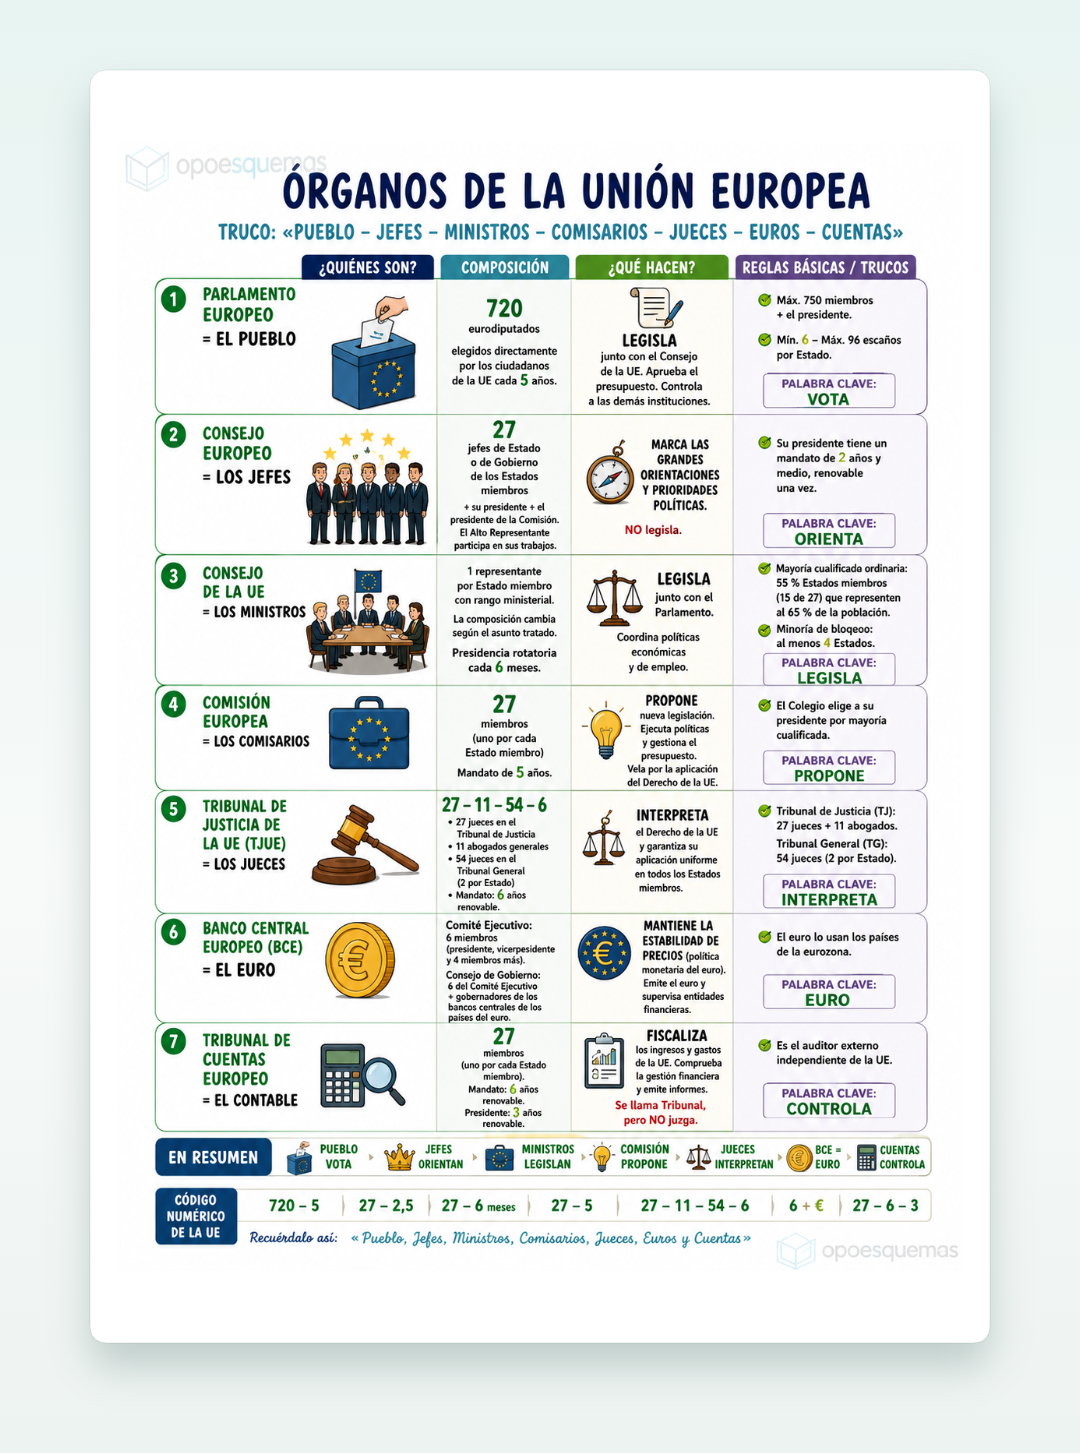 opoesquemas
ÓRGANOS DE LA UNIÓN EUROPEA
TRUCO: «PUEBLO – JEFES – MINISTROS – COMISARIOS – JUECES – EUROS – CUENTAS»
¿QUIÉNES SON?
COMPOSICIÓN
¿QUÉ HACEN?
REGLAS BÁSICAS / TRUCOS
1
PARLAMENTO
EUROPEO
= EL PUEBLO
720
eurodiputados
elegidos directamente
por los ciudadanos
de la UE cada 5 años.
LEGISLA
junto con el Consejo
de la UE. Aprueba el
presupuesto. Controla
a las demás instituciones.
Máx. 750 miembros
+ el presidente.
Mín. 6 – Máx. 96 escaños
por Estado.
PALABRA CLAVE:
VOTA
2
CONSEJO
EUROPEO
= LOS JEFES
27
jefes de Estado
o de Gobierno
de los Estados
miembros
+ su presidente + el
presidente de la Comisión.
El Alto Representante
participa en sus trabajos.
MARCA LAS
GRANDES
ORIENTACIONES
Y PRIORIDADES
POLÍTICAS.
NO legisla.
Su presidente tiene un
mandato de 2 años y
medio, renovable
una vez.
PALABRA CLAVE:
ORIENTA
3
CONSEJO
DE LA UE
= LOS MINISTROS
1 representante
por Estado miembro
con rango ministerial.
La composición cambia
según el asunto tratado.
Presidencia rotatoria
cada 6 meses.
LEGISLA
junto con el
Parlamento.
Coordina políticas
económicas
y de empleo.
Mayoría cualificada ordinaria:
55 % Estados miembros
(15 de 27) que representen
al 65 % de la población.
Minoría de bloqeoo:
al menos 4 Estados.
PALABRA CLAVE:
LEGISLA
4
COMISIÓN
EUROPEA
= LOS COMISARIOS
27
miembros
(uno por cada
Estado miembro)
Mandato de 5 años.
PROPONE
nueva legislación.
Ejecuta políticas
y gestiona el
presupuesto.
Vela por la aplicación
del Derecho de la UE.
El Colegio elige a su
presidente por mayoría
cualificada.
PALABRA CLAVE:
PROPONE
5
TRIBUNAL DE
JUSTICIA DE
LA UE (TJUE)
= LOS JUECES
27 – 11 – 54 – 6
• 27 jueces en el
Tribunal de Justicia
• 11 abogados generales
• 54 jueces en el
Tribunal General
(2 por Estado)
• Mandato: 6 años
renovable.
INTERPRETA
el Derecho de la UE
y garantiza su
aplicación uniforme
en todos los Estados
miembros.
Tribunal de Justicia (TJ):
27 jueces + 11 abogados.
Tribunal General (TG):
54 jueces (2 por Estado).
PALABRA CLAVE:
INTERPRETA
6
BANCO CENTRAL
EUROPEO (BCE)
= EL EURO
Comité Ejecutivo:
6 miembros
(presidente, vicerpesidente
y 4 miembros más).
Consejo de Gobierno:
6 del Comité Ejecutivo
+ gobernadores de los
bancos centrales de los
países del euro.
MANTIENE LA
ESTABILIDAD DE
PRECIOS (política
monetaria del euro).
Emite el euro y
supervisa entidades
financieras.
El euro lo usan los países
de la eurozona.
PALABRA CLAVE:
EURO
7
TRIBUNAL DE
CUENTAS
EUROPEO
= EL CONTABLE
27
miembros
(uno por cada Estado
miembro).
Mandato: 6 años
renovable.
Presidente: 3 años
renovable.
FISCALIZA
los ingresos y gastos
de la UE. Comprueba
la gestión financiera
y emite informes.
Se llama Tribunal,
pero NO juzga.
Es el auditor externo
independiente de la UE.
PALABRA CLAVE:
CONTROLA
EN RESUMEN
PUEBLO
VOTA
JEFES
ORIENTAN
MINISTROS
LEGISLAN
COMISIÓN
PROPONE
JUECES
INTERPRETAN
BCE =
EURO
CUENTAS
CONTROLA
CÓDIGO
NUMÉRICO
DE LA UE
720 – 5
27 – 2,5
27 – 6 meses
27 – 5
27 – 11 – 54 – 6
6 + €
27 – 6 – 3
Recuérdalo así: «Pueblo, Jefes, Ministros, Comisarios, Jueces, Euros y Cuentas»
opoesquemas